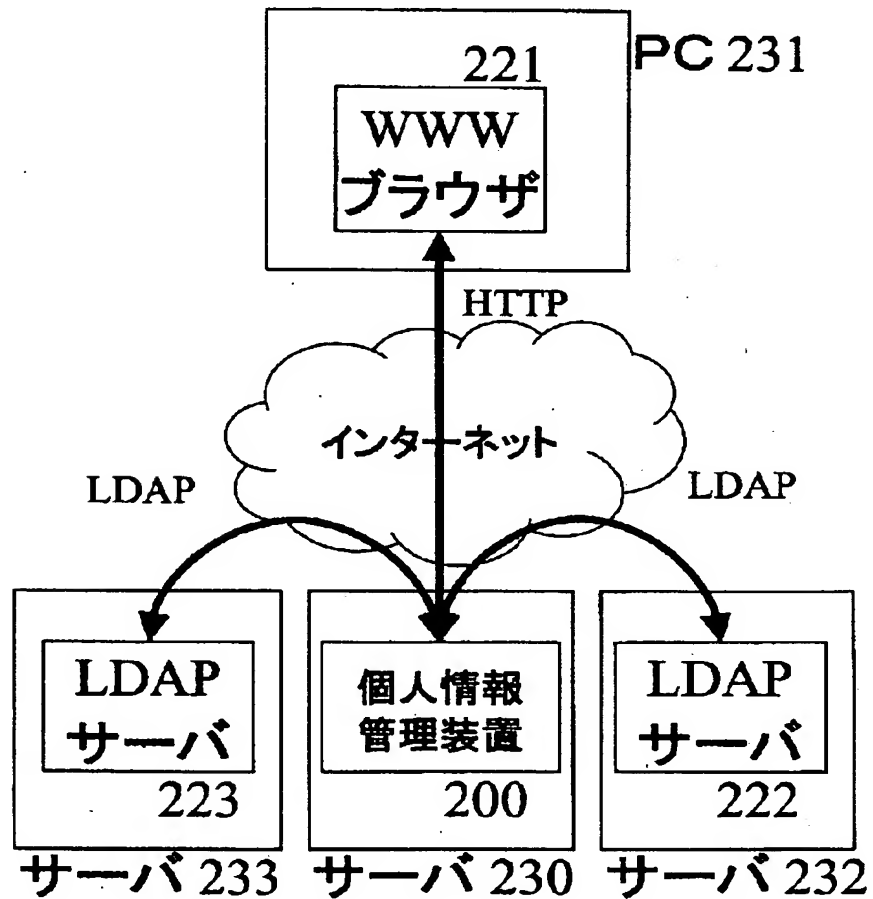 PC 231
221
WWW
ブラウザ
HTTP
インターネット
LDAP
LDAP
LDAP
サーバ
223
サーバ 233
個人情報
管理装置
200
サーバ 230
LDAP
サーバ
222
サーバ 232